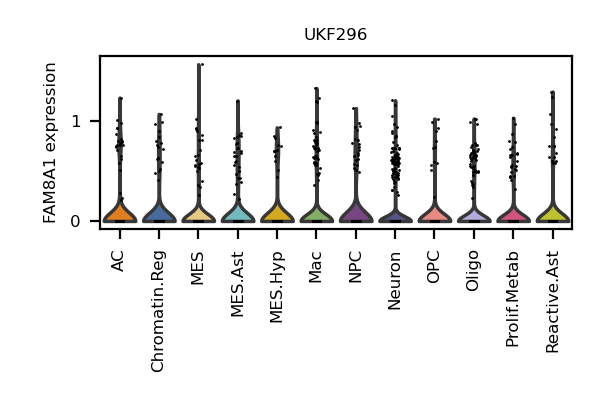 UKF296
FAM8A1 expression
1
0
AC
Chromatin.Reg
MES
MES.Ast
MES.Hyp
Mac
NPC
Neuron
OPC
Oligo
Prolif.Metab
Reactive.Ast